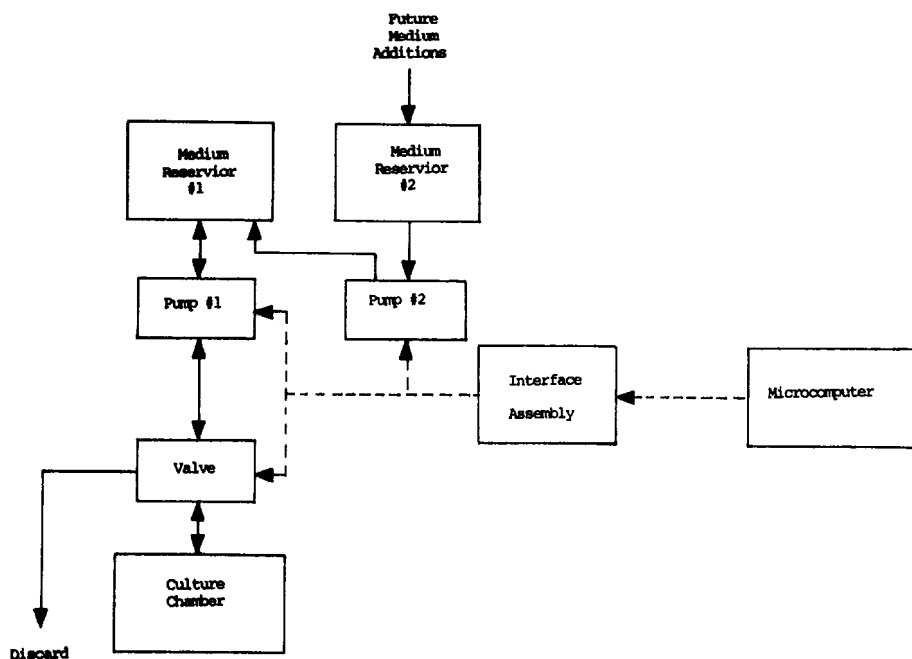 Future
Medium
Additions
Medium
Reservior
#1
Medium
Reservior
#2
Pump #1
Pump #2
Interface
Assembly
Microcomputer
Valve
Culture
Chamber
Discard